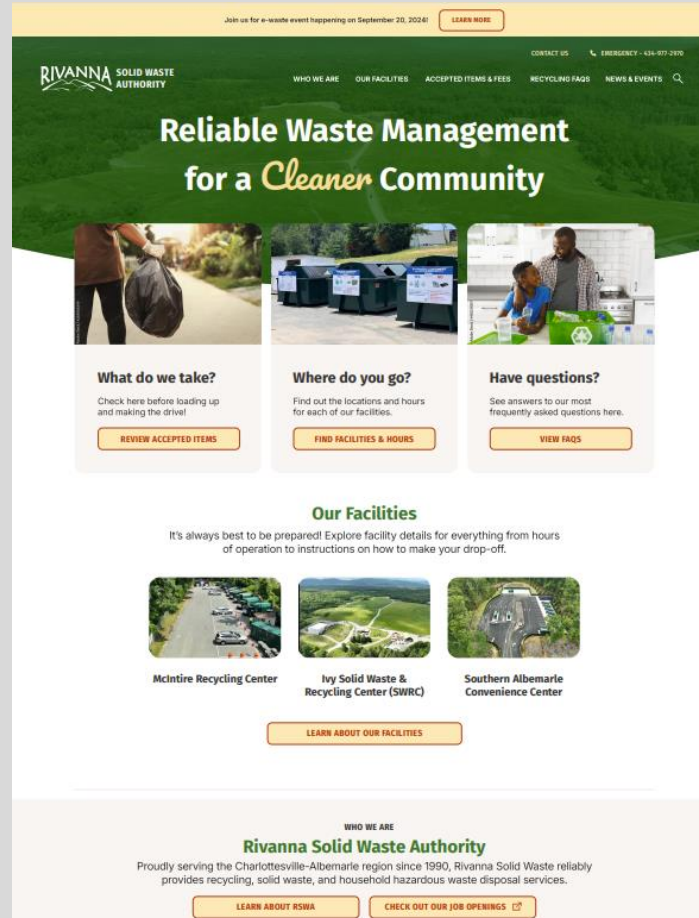 Join us for e-waste event happening on September 20, 2024!
LEARN MORE
CONTACT US
EMERGENCY - 434-977-2970
RIVANNA
SOLID WASTE
AUTHORITY
WHO WE ARE
OUR FACILITIES
ACCEPTED ITEMS & FEES
RECYCLING FAQS
NEWS & EVENTS
Reliable Waste Management
for a Cleaner Community
What do we take?
Check here before loading up
and making the drive!
REVIEW ACCEPTED ITEMS
Where do you go?
Find out the locations and hours
for each of our facilities.
FIND FACILITIES & HOURS
Have questions?
See answers to our most
frequently asked questions here.
VIEW FAQS
Our Facilities
It's always best to be prepared! Explore facility details for everything from hours
of operation to instructions on how to make your drop-off.
McIntire Recycling Center
Ivy Solid Waste &
Recycling Center (SWRC)
Southern Albemarle
Convenience Center
LEARN ABOUT OUR FACILITIES
WHO WE ARE
Rivanna Solid Waste Authority
Proudly serving the Charlottesville-Albemarle region since 1990, Rivanna Solid Waste reliably
provides recycling, solid waste, and household hazardous waste disposal services.
LEARN ABOUT RSWA
CHECK OUT OUR JOB OPENINGS